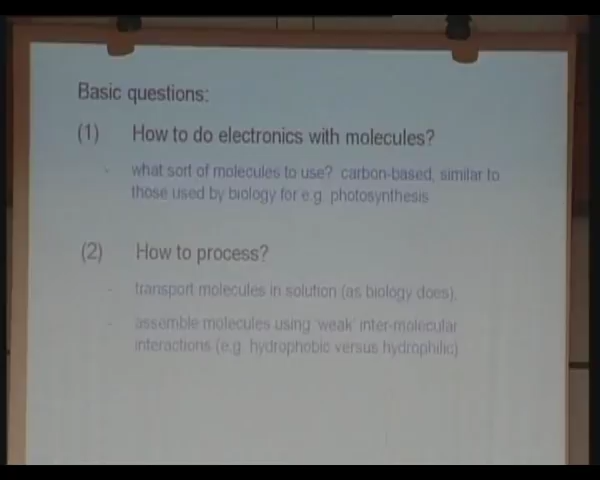 Basic questions:
(1) How to do electronics with molecules?
- what sort of molecules to use? carbon-based, similar to
those used by biology for e.g. photosynthesis
(2) How to process?
- transport molecules in solution (as biology does),
- assemble molecules using 'weak' inter-molecular
interactions (e.g. hydrophobic versus hydrophilic)